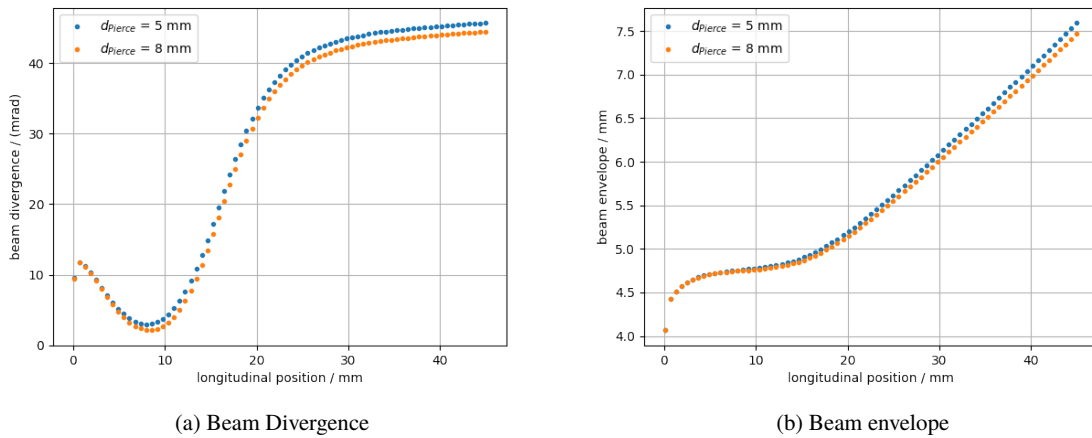 d_Pierce = 5 mm
d_Pierce = 8 mm
40
30
20
10
0
beam divergence / (mrad)
0 10 20 30 40
longitudinal position / mm
(a) Beam Divergence
d_Pierce = 5 mm
d_Pierce = 8 mm
7.5
7.0
6.5
6.0
5.5
5.0
4.5
4.0
beam envelope / mm
0 10 20 30 40
longitudinal position / mm
(b) Beam envelope